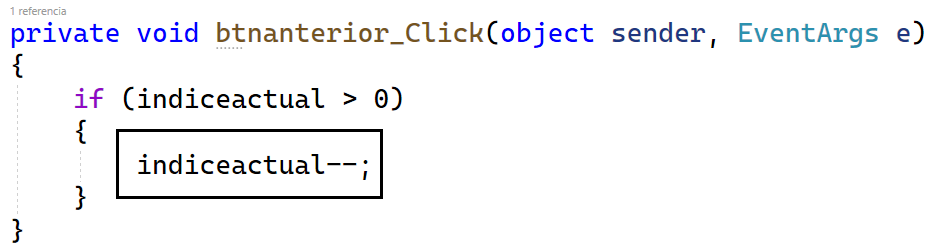 1 referencia
private void btnanterior_Click(object sender, EventArgs e)
{
if (indiceactual > 0)
{
indiceactual--;
}
}